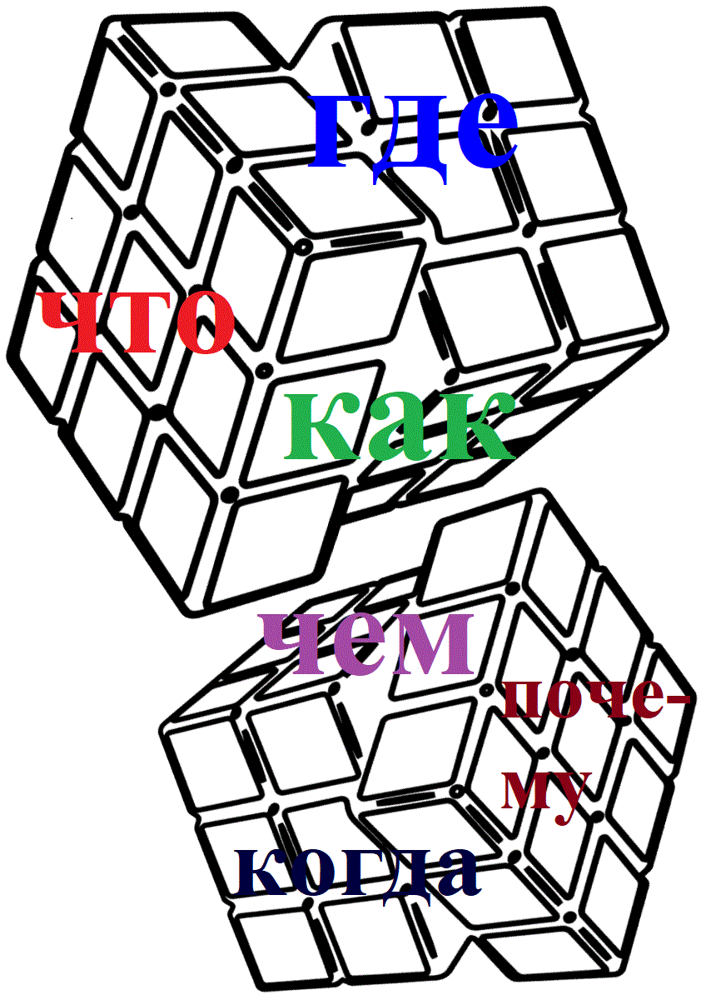 где
что
как
чем
поче-
му
когда